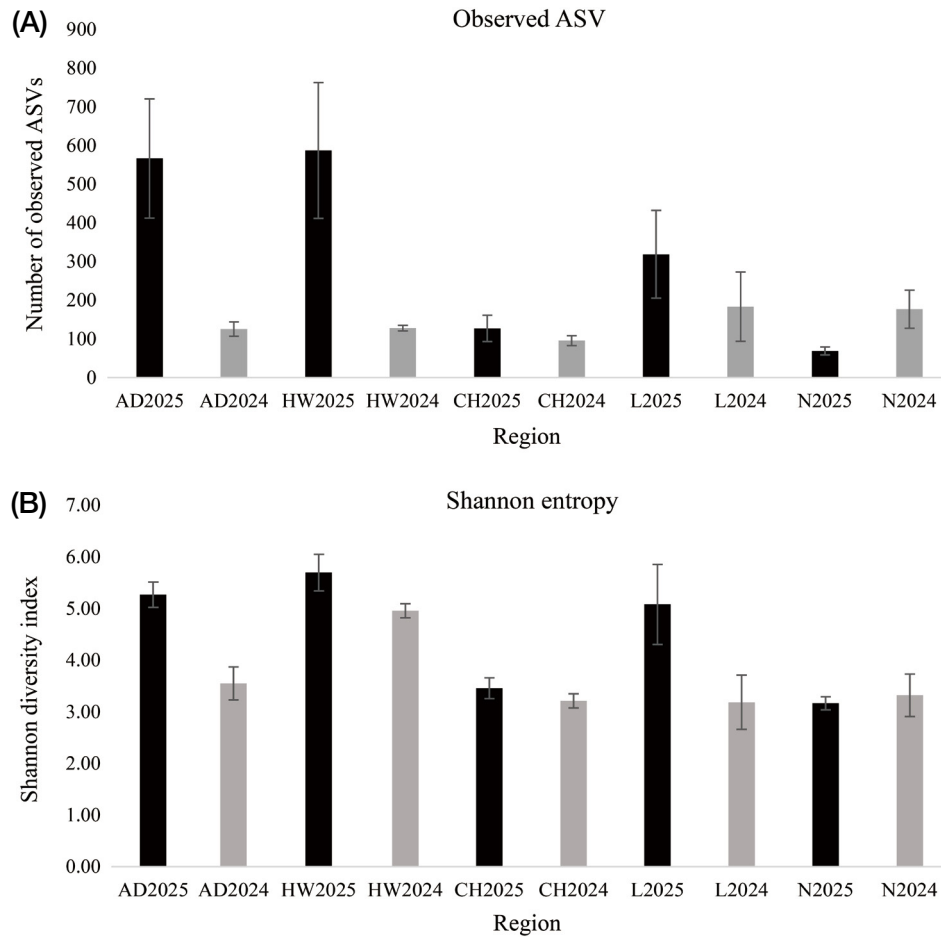 (A)
Observed ASV
Number of observed ASVs
900
800
700
600
500
400
300
200
100
0
AD2025 AD2024 HW2025 HW2024 CH2025 CH2024 L2025 L2024 N2025 N2024
Region
(B)
Shannon entropy
Shannon diversity index
7.00
6.00
5.00
4.00
3.00
2.00
1.00
0.00
AD2025 AD2024 HW2025 HW2024 CH2025 CH2024 L2025 L2024 N2025 N2024
Region